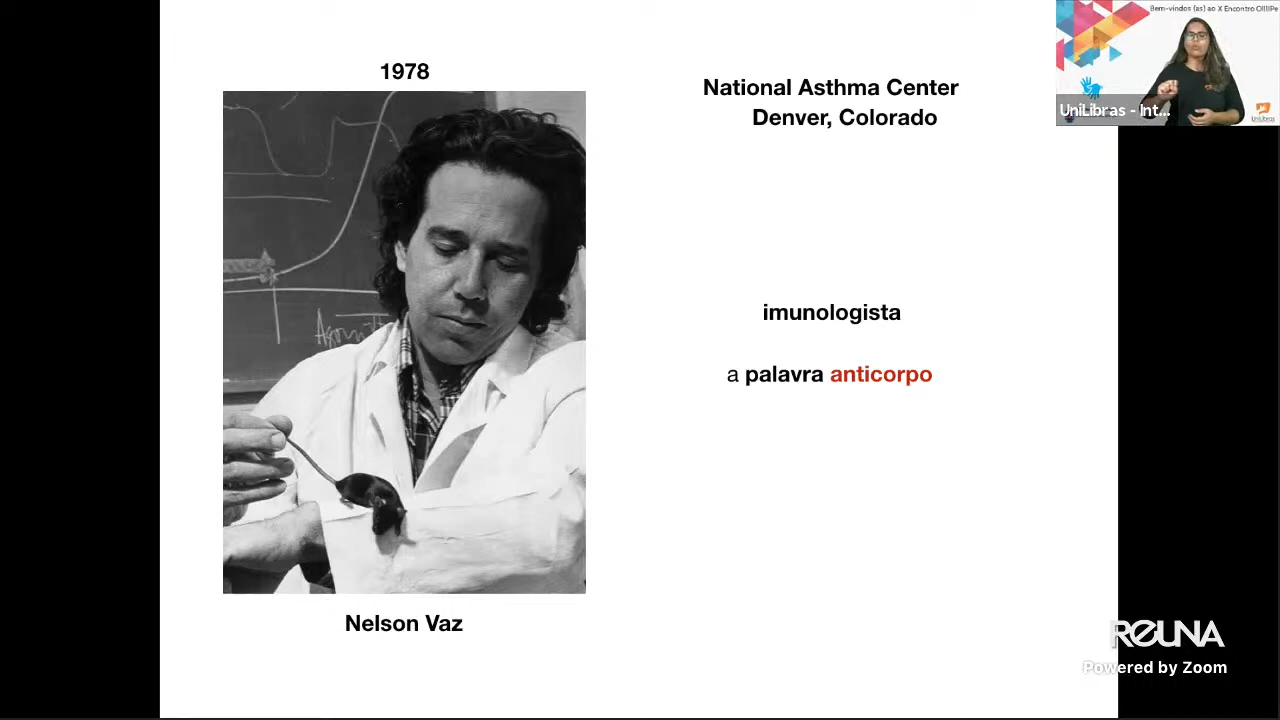 1978
National Asthma Center
Denver, Colorado
imunologista
a palavra anticorpo
Nelson Vaz
Bem-vindos (as) ao X Encontro
UniLibras - Int...
UniLibras
REUNA
Powered by Zoom